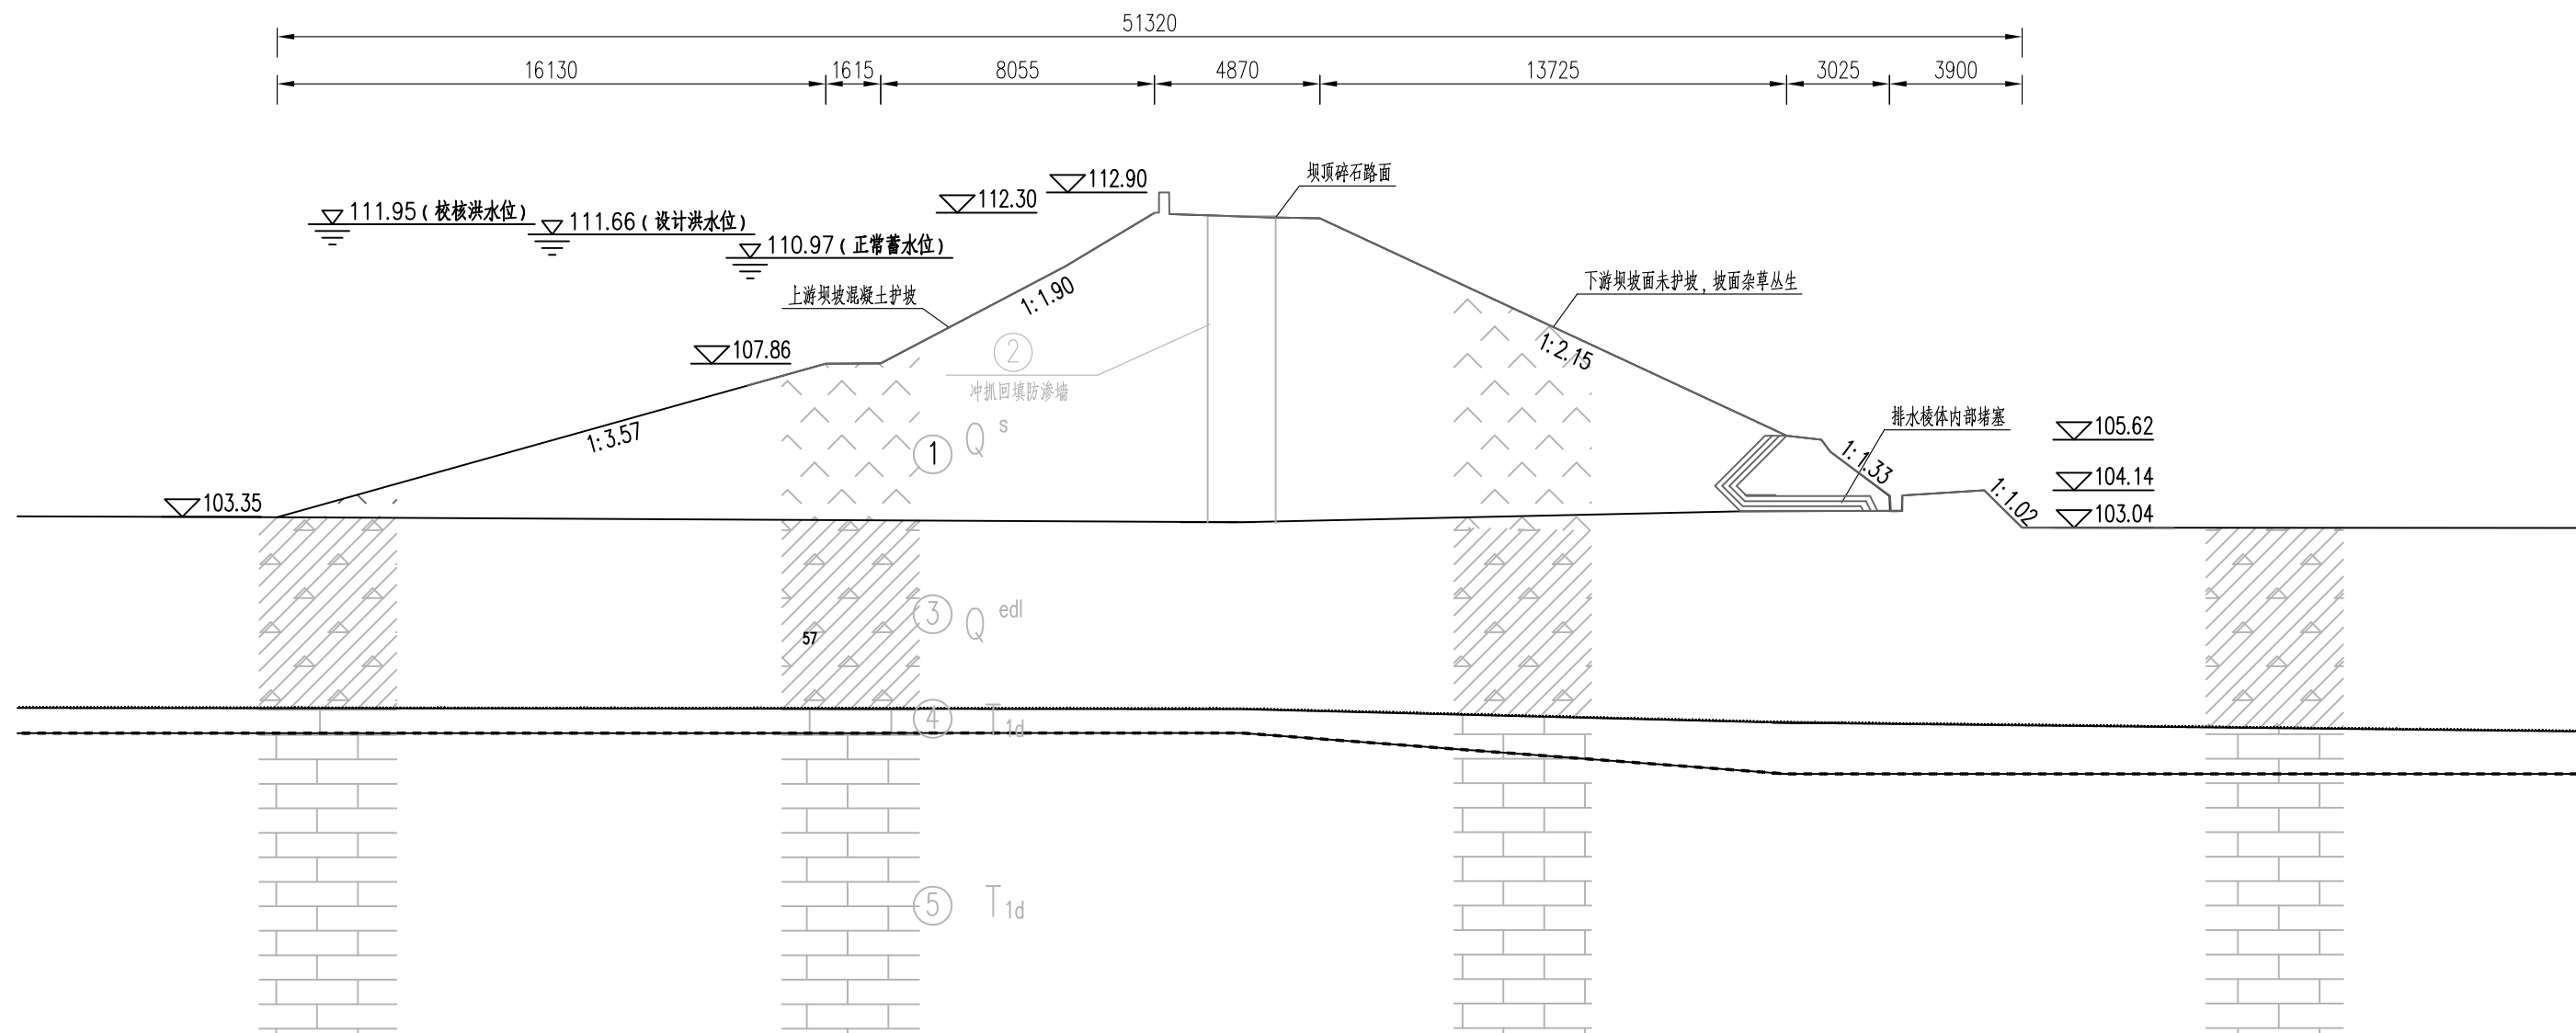 51320
16130
1615
8055
4870
13725
3025
3900
坝顶碎石路面
112.90
112.30
111.95(校核洪水位)
111.66(设计洪水位)
110.97(正常蓄水位)
上游坝坡混凝土护坡
1:1.90
下游坝坡面未护坡,坡面杂草丛生
107.86
②
冲抓回填防渗墙
1:2.15
1:3.57
① Q s
排水棱体内部堵塞
105.62
1:1.33
104.14
103.35
1:1.02
103.04
③ Q edl
57
④ T1d
⑤ T1d